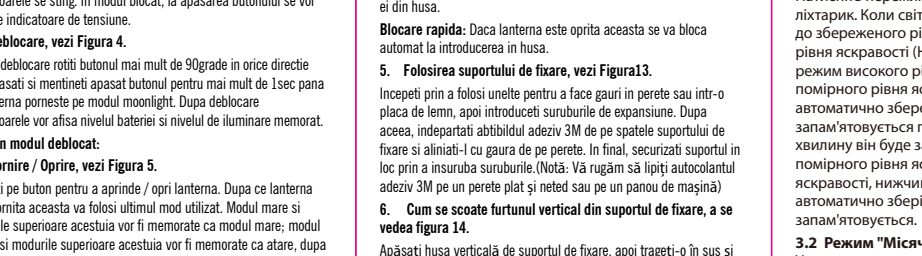 oarele se sting. In modul blocat, la apasarea butonului se vor
e indicatoare de tensiune.
eblocare, vezi Figura 4.
deblocare rotiti butonul mai mult de 90grade in orice directie
asati si mentineti apasat butonul pentru mai mult de 1sec pana
erna porneste pe modul moonlight. Dupa deblocare
oarele vor afisa nivelul bateriei si nivelul de iluminare memorat.
n modul deblocat:
ornire / Oprire, vezi Figura 5.
i pe buton pentru a aprinde / opri lanterna. Dupa ce lanterna
ornita aceasta va folosi ultimul mod utilizat. Modul mare si
le superioare acestuia vor fi memorate ca modul mare; modul
si modurile superioare acestuia vor fi memorate ca atare, dupa
ei din husa.
Blocare rapida: Daca lanterna este oprita aceasta se va bloca
automat la introducerea in husa.
5. Folosirea suportului de fixare, vezi Figura13.
Incepeti prin a folosi unelte pentru a face gauri in perete sau intr-o
placa de lemn, apoi introduceti suruburile de expansiune. Dupa
aceea, indepartati abtibildul adeziv 3M de pe spatele suportului de
fixare si aliniati-l cu gaura de pe perete. In final, securizati suportul in
loc prin a insuruba suruburile.(Notă: Vă rugăm să lipiți autocolantul
adeziv 3M pe un perete plat și neted sau pe un panou de mașină)
6. Cum se scoate furtunul vertical din suportul de fixare, a se
vedea figura 14.
Apăsați husa verticală de suportul de fixare, apoi trageți-o în sus și
ліхтарик. Коли світ
до збереженого рі
рівня яскравості (Н
режим високого рі
помірного рівня яс
автоматично збере
запам'ятовується п
хвилину він буде за
помірного рівня яс
яскравості, нижчи
автоматично збері
запам'ятовується.
3.2 Режим "Місяч